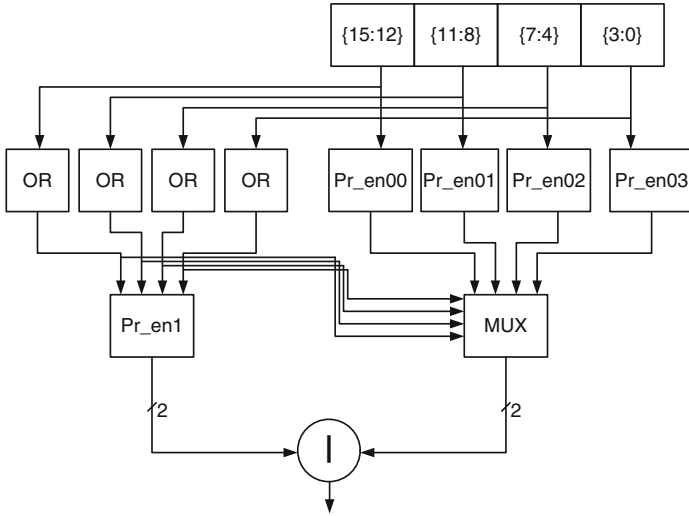 {15:12} {11:8} {7:4} {3:0}
OR OR OR OR Pr_en00 Pr_en01 Pr_en02 Pr_en03
Pr_en1 MUX
2 2
|